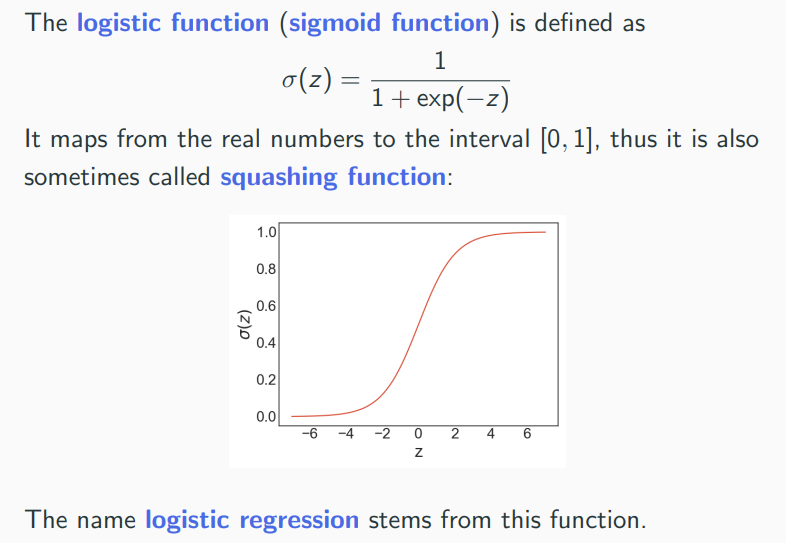 The logistic function (sigmoid function) is defined as
σ(z) = 1 / (1 + exp(−z))
It maps from the real numbers to the interval [0, 1], thus it is also
sometimes called squashing function:
1.0
0.8
0.6
0.4
0.2
0.0
σ(z)
−6 −4 −2 0 2 4 6
z
The name logistic regression stems from this function.